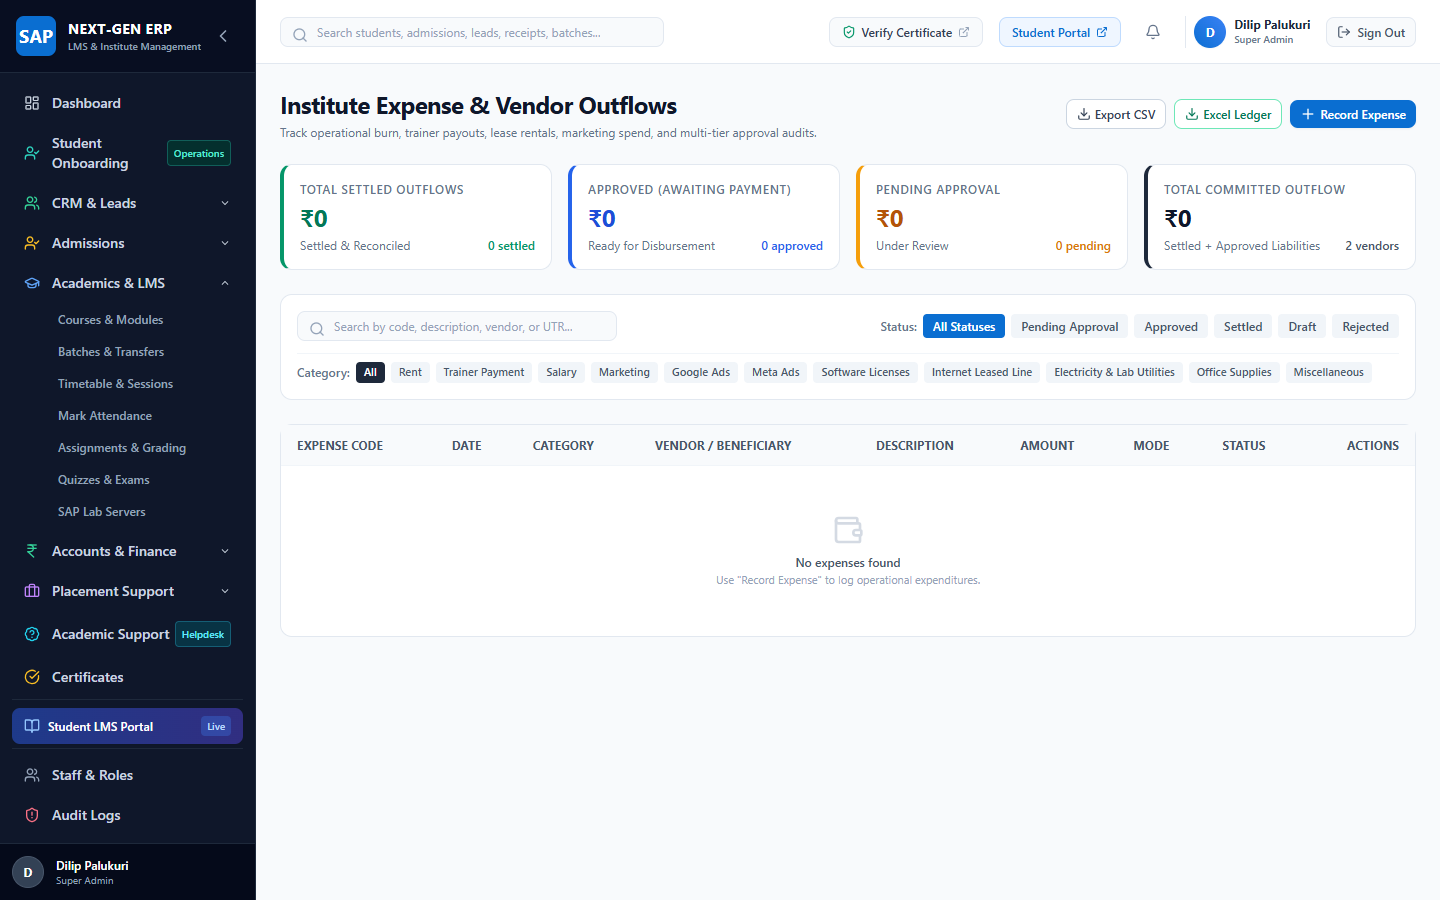 SAP
NEXT-GEN ERP
LMS & Institute Management
Search students, admissions, leads, receipts, batches...
Verify Certificate
Student Portal
D
Dilip Palukuri
Super Admin
Sign Out
Dashboard
Student Onboarding
Operations
CRM & Leads
Admissions
Academics & LMS
Courses & Modules
Batches & Transfers
Timetable & Sessions
Mark Attendance
Assignments & Grading
Quizzes & Exams
SAP Lab Servers
Accounts & Finance
Placement Support
Academic Support
Helpdesk
Certificates
Student LMS Portal
Live
Staff & Roles
Audit Logs
D
Dilip Palukuri
Super Admin
Institute Expense & Vendor Outflows
Track operational burn, trainer payouts, lease rentals, marketing spend, and multi-tier approval audits.
Export CSV
Excel Ledger
Record Expense
TOTAL SETTLED OUTFLOWS
₹0
Settled & Reconciled
0 settled
APPROVED (AWAITING PAYMENT)
₹0
Ready for Disbursement
0 approved
PENDING APPROVAL
₹0
Under Review
0 pending
TOTAL COMMITTED OUTFLOW
₹0
Settled + Approved Liabilities
2 vendors
Search by code, description, vendor, or UTR...
Status:
All Statuses
Pending Approval
Approved
Settled
Draft
Rejected
Category:
All
Rent
Trainer Payment
Salary
Marketing
Google Ads
Meta Ads
Software Licenses
Internet Leased Line
Electricity & Lab Utilities
Office Supplies
Miscellaneous
EXPENSE CODE
DATE
CATEGORY
VENDOR / BENEFICIARY
DESCRIPTION
AMOUNT
MODE
STATUS
ACTIONS
No expenses found
Use "Record Expense" to log operational expenditures.